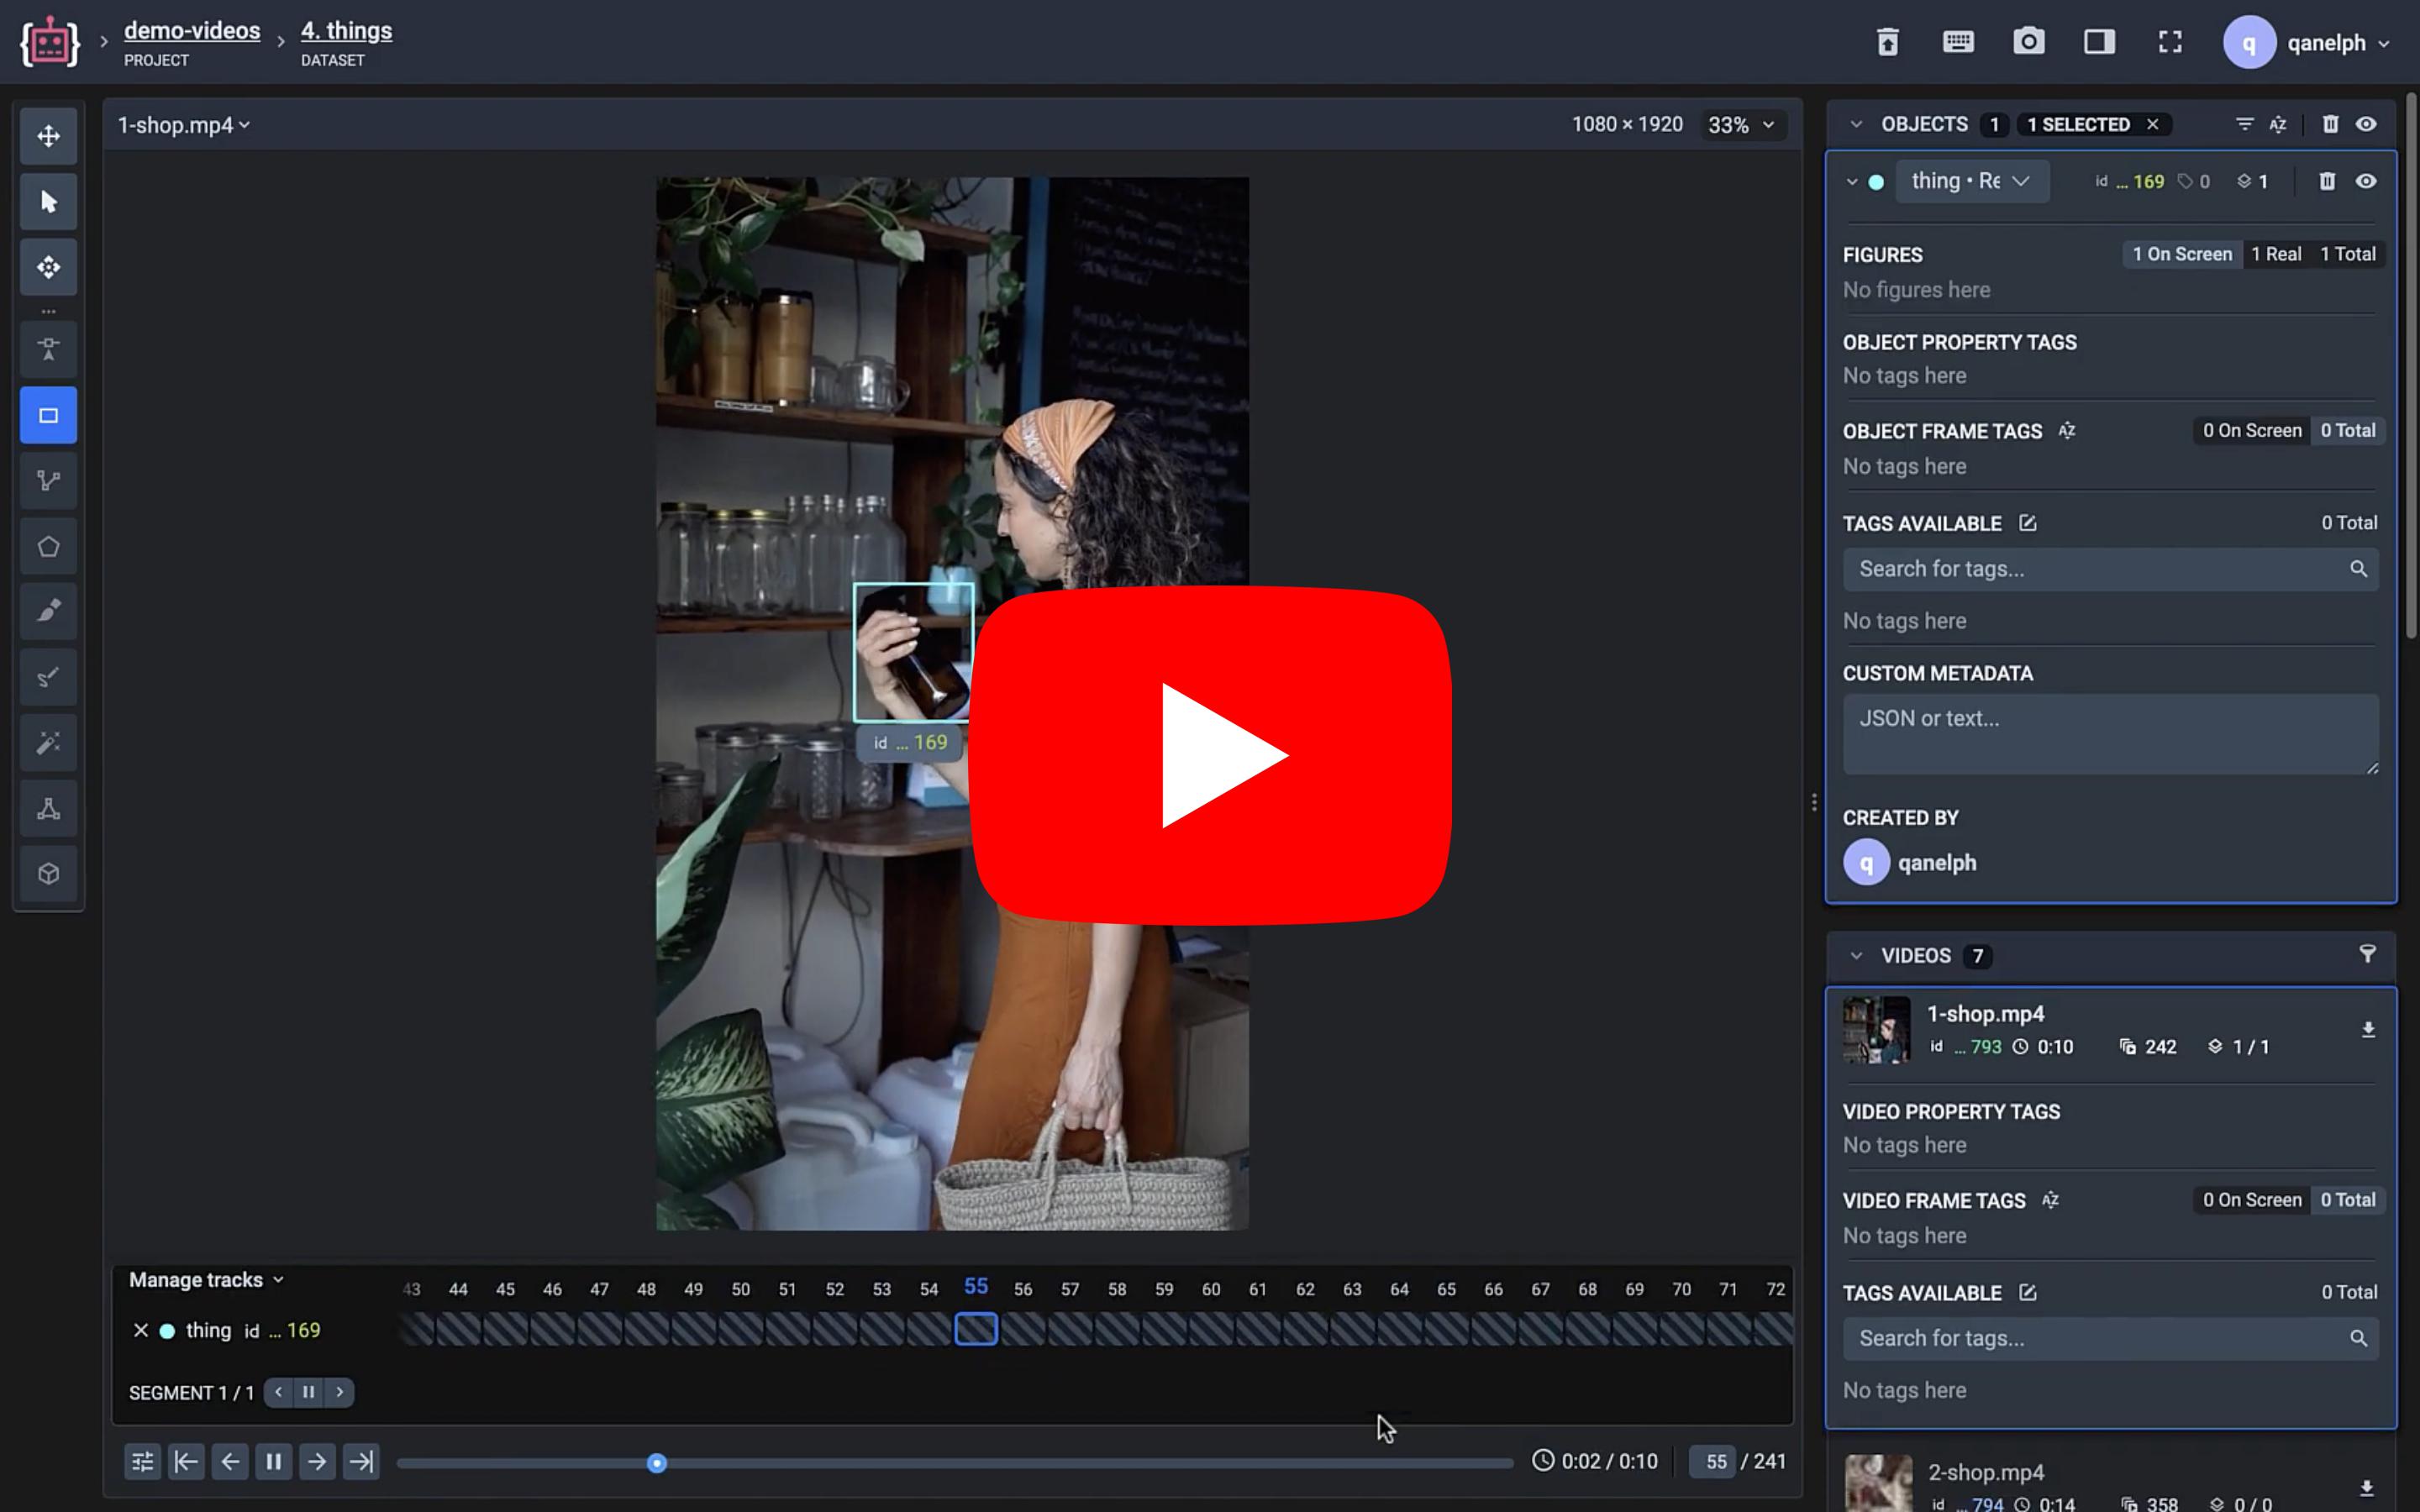 demo-videos
PROJECT
4. things
DATASET
q qanelph
1-shop.mp4
1080 × 1920 33%
OBJECTS 1 1 SELECTED
thing • Re id ... 169 0 1
FIGURES 1 On Screen 1 Real 1 Total
No figures here
OBJECT PROPERTY TAGS
No tags here
OBJECT FRAME TAGS AZ 0 On Screen 0 Total
No tags here
TAGS AVAILABLE 0 Total
Search for tags...
No tags here
CUSTOM METADATA
JSON or text...
CREATED BY
q qanelph
id ... 169
VIDEOS 7
1-shop.mp4
id ... 793 0:10 242 1 / 1
VIDEO PROPERTY TAGS
No tags here
VIDEO FRAME TAGS AZ 0 On Screen 0 Total
No tags here
TAGS AVAILABLE 0 Total
Search for tags...
No tags here
2-shop.mp4
id ... 794 0:14 358 0 / 0
Manage tracks
43 44 45 46 47 48 49 50 51 52 53 54 55 56 57 58 59 60 61 62 63 64 65 66 67 68 69 70 71 72
thing id ... 169
SEGMENT 1 / 1
0:02 / 0:10 55 / 241